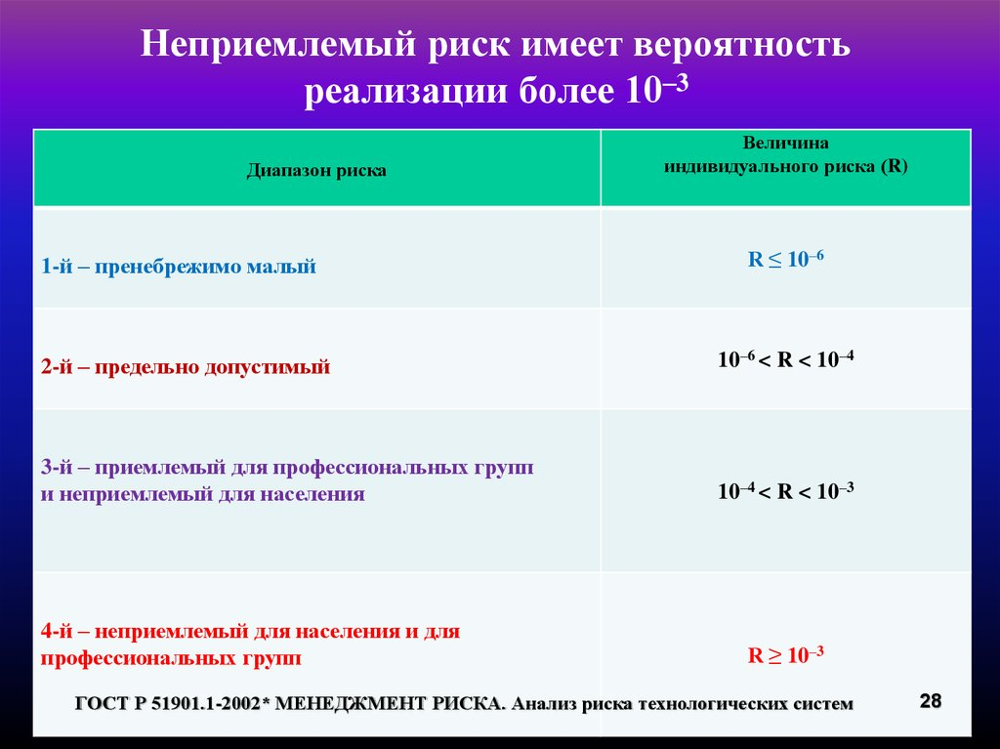 Неприемлемый риск имеет вероятность
реализации более 10⁻³
Диапазон риска
Величина
индивидуального риска (R)
1-й – пренебрежимо малый
R ≤ 10⁻⁶
2-й – предельно допустимый
10⁻⁶ < R < 10⁻⁴
3-й – приемлемый для профессиональных групп
и неприемлемый для населения
10⁻⁴ < R < 10⁻³
4-й – неприемлемый для населения и для
профессиональных групп
R ≥ 10⁻³
ГОСТ Р 51901.1-2002* МЕНЕДЖМЕНТ РИСКА. Анализ риска технологических систем
28